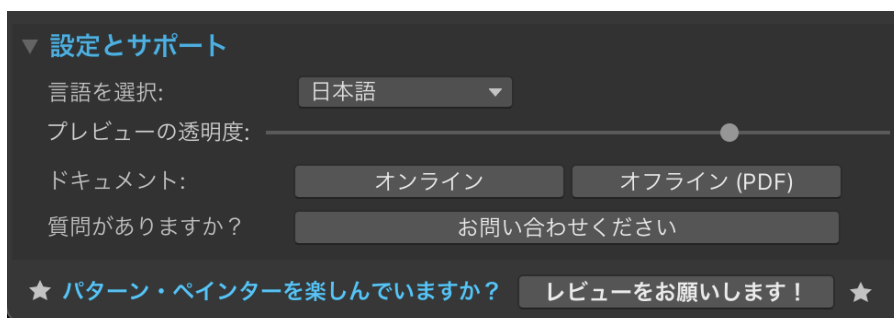 設定とサポート
言語を選択: 日本語
プレビューの透明度:
ドキュメント: オンライン オフライン (PDF)
質問がありますか？ お問い合わせください
★ パターン・ペインターを楽しんでいますか？ レビューをお願いします！ ★